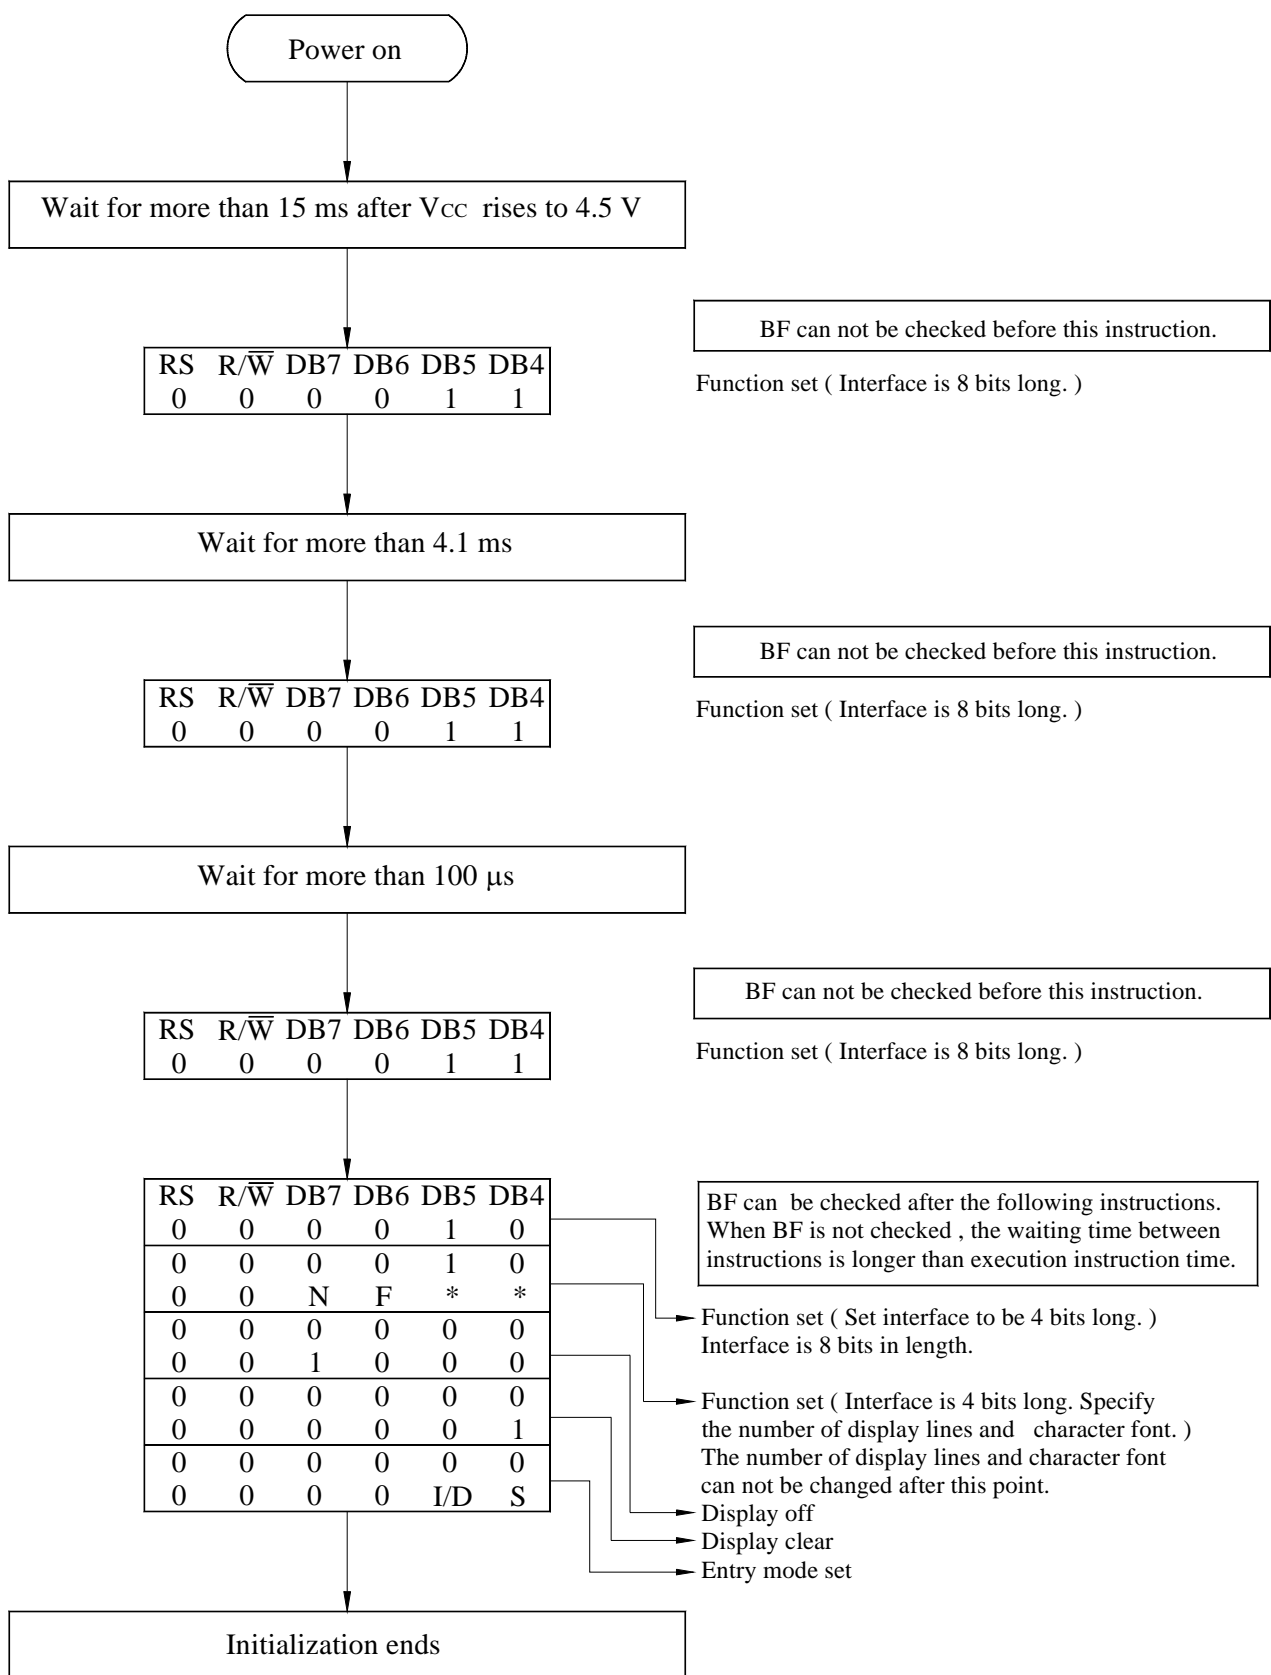 Power on
Wait for more than 15 ms after VCC rises to 4.5 V
BF can not be checked before this instruction.
RS R/W̅ DB7 DB6 DB5 DB4
0 0 0 0 1 1
Function set ( Interface is 8 bits long. )
Wait for more than 4.1 ms
BF can not be checked before this instruction.
RS R/W̅ DB7 DB6 DB5 DB4
0 0 0 0 1 1
Function set ( Interface is 8 bits long. )
Wait for more than 100 μs
BF can not be checked before this instruction.
RS R/W̅ DB7 DB6 DB5 DB4
0 0 0 0 1 1
Function set ( Interface is 8 bits long. )
RS R/W̅ DB7 DB6 DB5 DB4
0 0 0 0 1 0
0 0 0 0 1 0
0 0 N F * *
0 0 0 0 0 0
0 0 1 0 0 0
0 0 0 0 0 0
0 0 0 0 0 1
0 0 0 0 0 0
0 0 0 0 I/D S
BF can be checked after the following instructions.
When BF is not checked , the waiting time between
instructions is longer than execution instruction time.
Function set ( Set interface to be 4 bits long. )
Interface is 8 bits in length.
Function set ( Interface is 4 bits long. Specify
the number of display lines and character font. )
The number of display lines and character font
can not be changed after this point.
Display off
Display clear
Entry mode set
Initialization ends